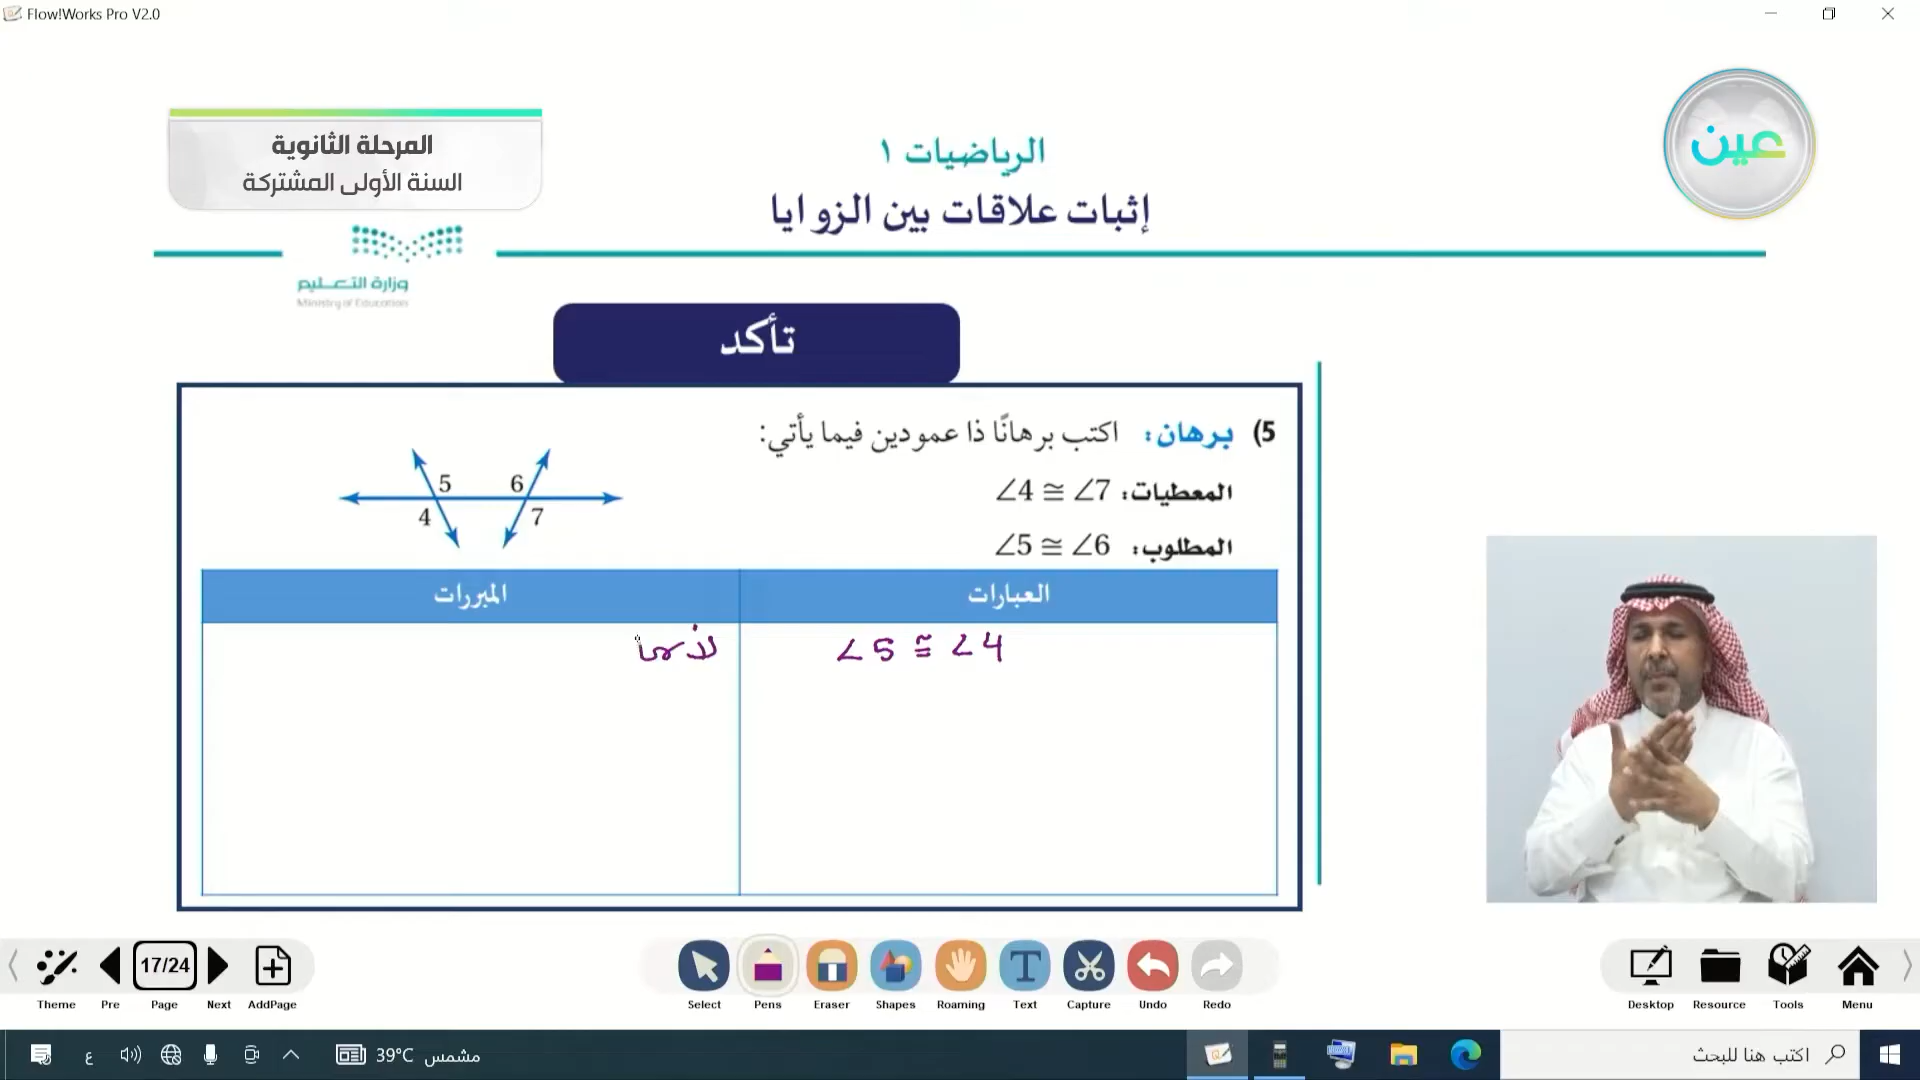 Flow!Works Pro V2.0
عين
الرياضيات ١
إثبات علاقات بين الزوايا
المرحلة الثانوية
السنة الأولى المشتركة
وزارة التعليم
Ministry of Education
تأكد
5) برهان: اكتب برهانًا ذا عمودين فيما يأتي:
المعطيات: ∠4 ≅ ∠7
المطلوب: ∠5 ≅ ∠6
5 6
4 7
العبارات المبررات
∠5 ≅ ∠4 لأنهما
17/24
Theme Pre Page Next AddPage
Select Pens Eraser Shapes Roaming Text Capture Undo Redo
Desktop Resource Tools Menu
ع
39°C مشمس
اكتب هنا للبحث